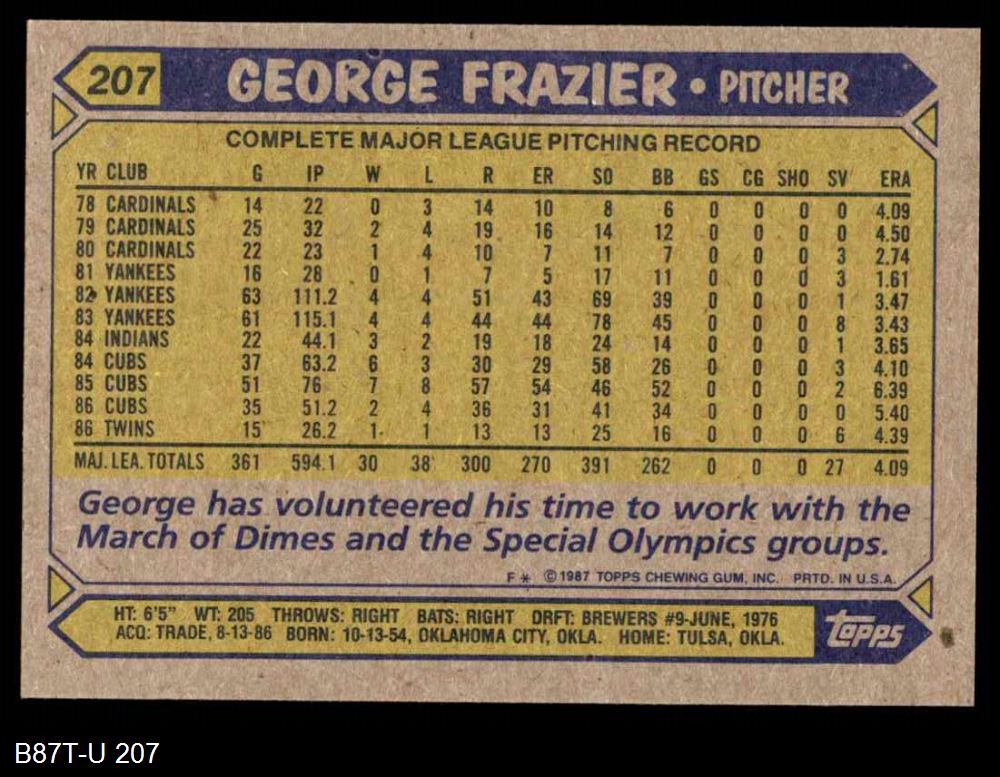 207 GEORGE FRAZIER • PITCHER
COMPLETE MAJOR LEAGUE PITCHING RECORD
YR CLUB G IP W L R ER SO BB GS CG SHO SV ERA
78 CARDINALS 14 22 0 3 14 10 8 6 0 0 0 0 4.09
79 CARDINALS 25 32 2 4 19 16 14 12 0 0 0 0 4.50
80 CARDINALS 22 23 1 4 10 7 11 7 0 0 0 3 2.74
81 YANKEES 16 28 0 1 7 5 17 11 0 0 0 3 1.61
82 YANKEES 63 111.2 4 4 51 43 69 39 0 0 0 1 3.47
83 YANKEES 61 115.1 4 4 44 44 78 45 0 0 0 8 3.43
84 INDIANS 22 44.1 3 2 19 18 24 14 0 0 0 1 3.65
84 CUBS 37 63.2 6 3 30 29 58 26 0 0 0 3 4.10
85 CUBS 51 76 7 8 57 54 46 52 0 0 0 2 6.39
86 CUBS 35 51.2 2 4 36 31 41 34 0 0 0 0 5.40
86 TWINS 15 26.2 1 1 13 13 25 16 0 0 0 6 4.39
MAJ. LEA. TOTALS 361 594.1 30 38 300 270 391 262 0 0 0 27 4.09
George has volunteered his time to work with the
March of Dimes and the Special Olympics groups.
F * © 1987 TOPPS CHEWING GUM, INC. PRTD. IN U.S.A.
HT: 6'5" WT: 205 THROWS: RIGHT BATS: RIGHT DRFT: BREWERS #9-JUNE, 1976
ACQ: TRADE, 8-13-86 BORN: 10-13-54, OKLAHOMA CITY, OKLA. HOME: TULSA, OKLA.
topps
B87T-U 207